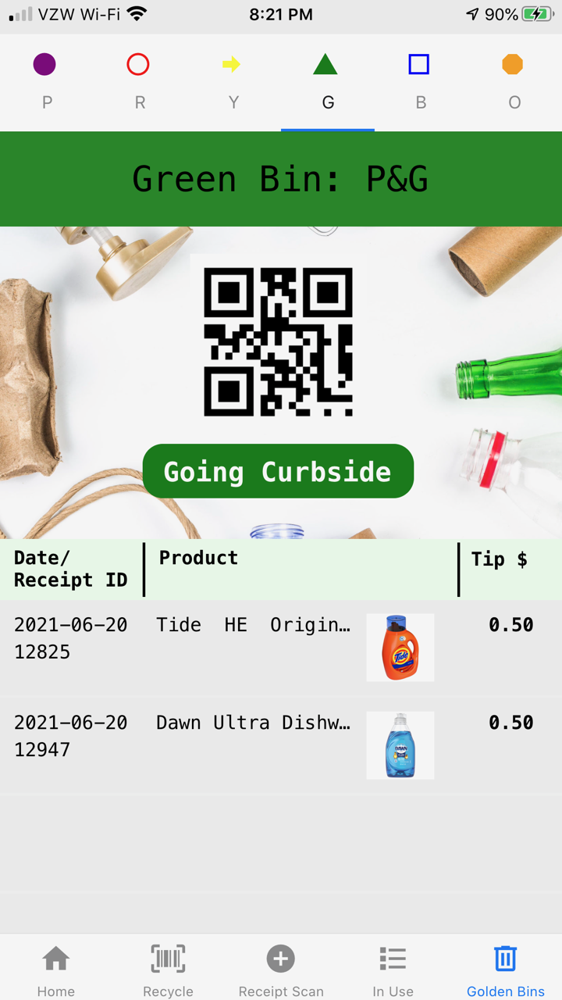 VZW Wi-Fi 8:21 PM 90%
P R Y G B O
Green Bin: P&G
Going Curbside
Date/ Product Tip $
Receipt ID
2021-06-20 Tide HE Origin… 0.50
12825
Tide
2021-06-20 Dawn Ultra Dishw… 0.50
12947
DAWN
Home Recycle Receipt Scan In Use Golden Bins